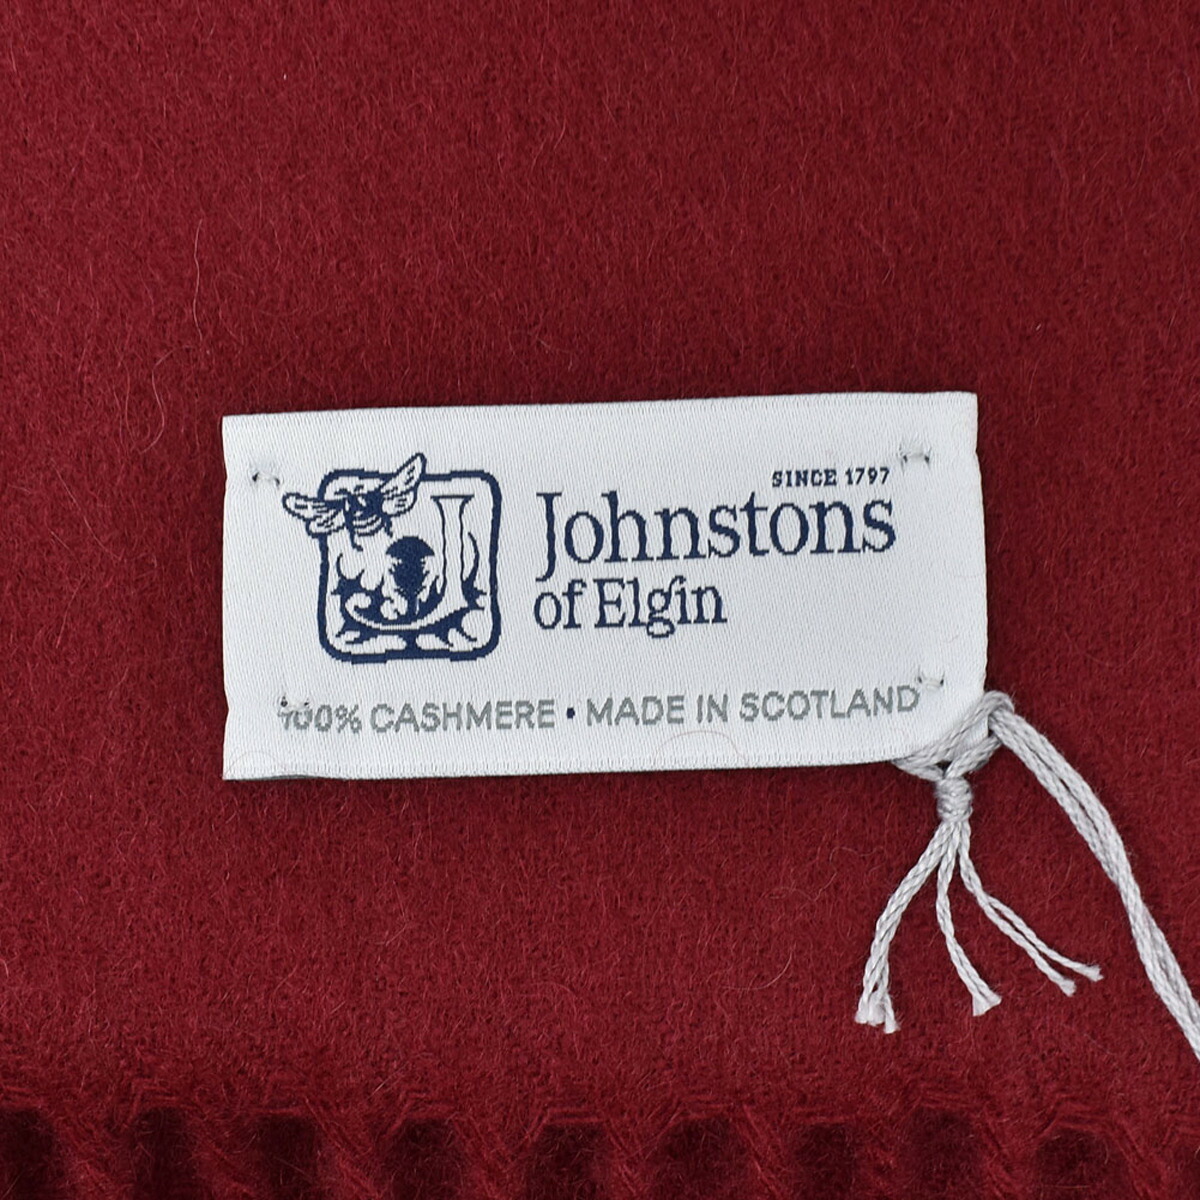 SINCE 1797
Johnstons
of Elgin
100% CASHMERE • MADE IN SCOTLAND